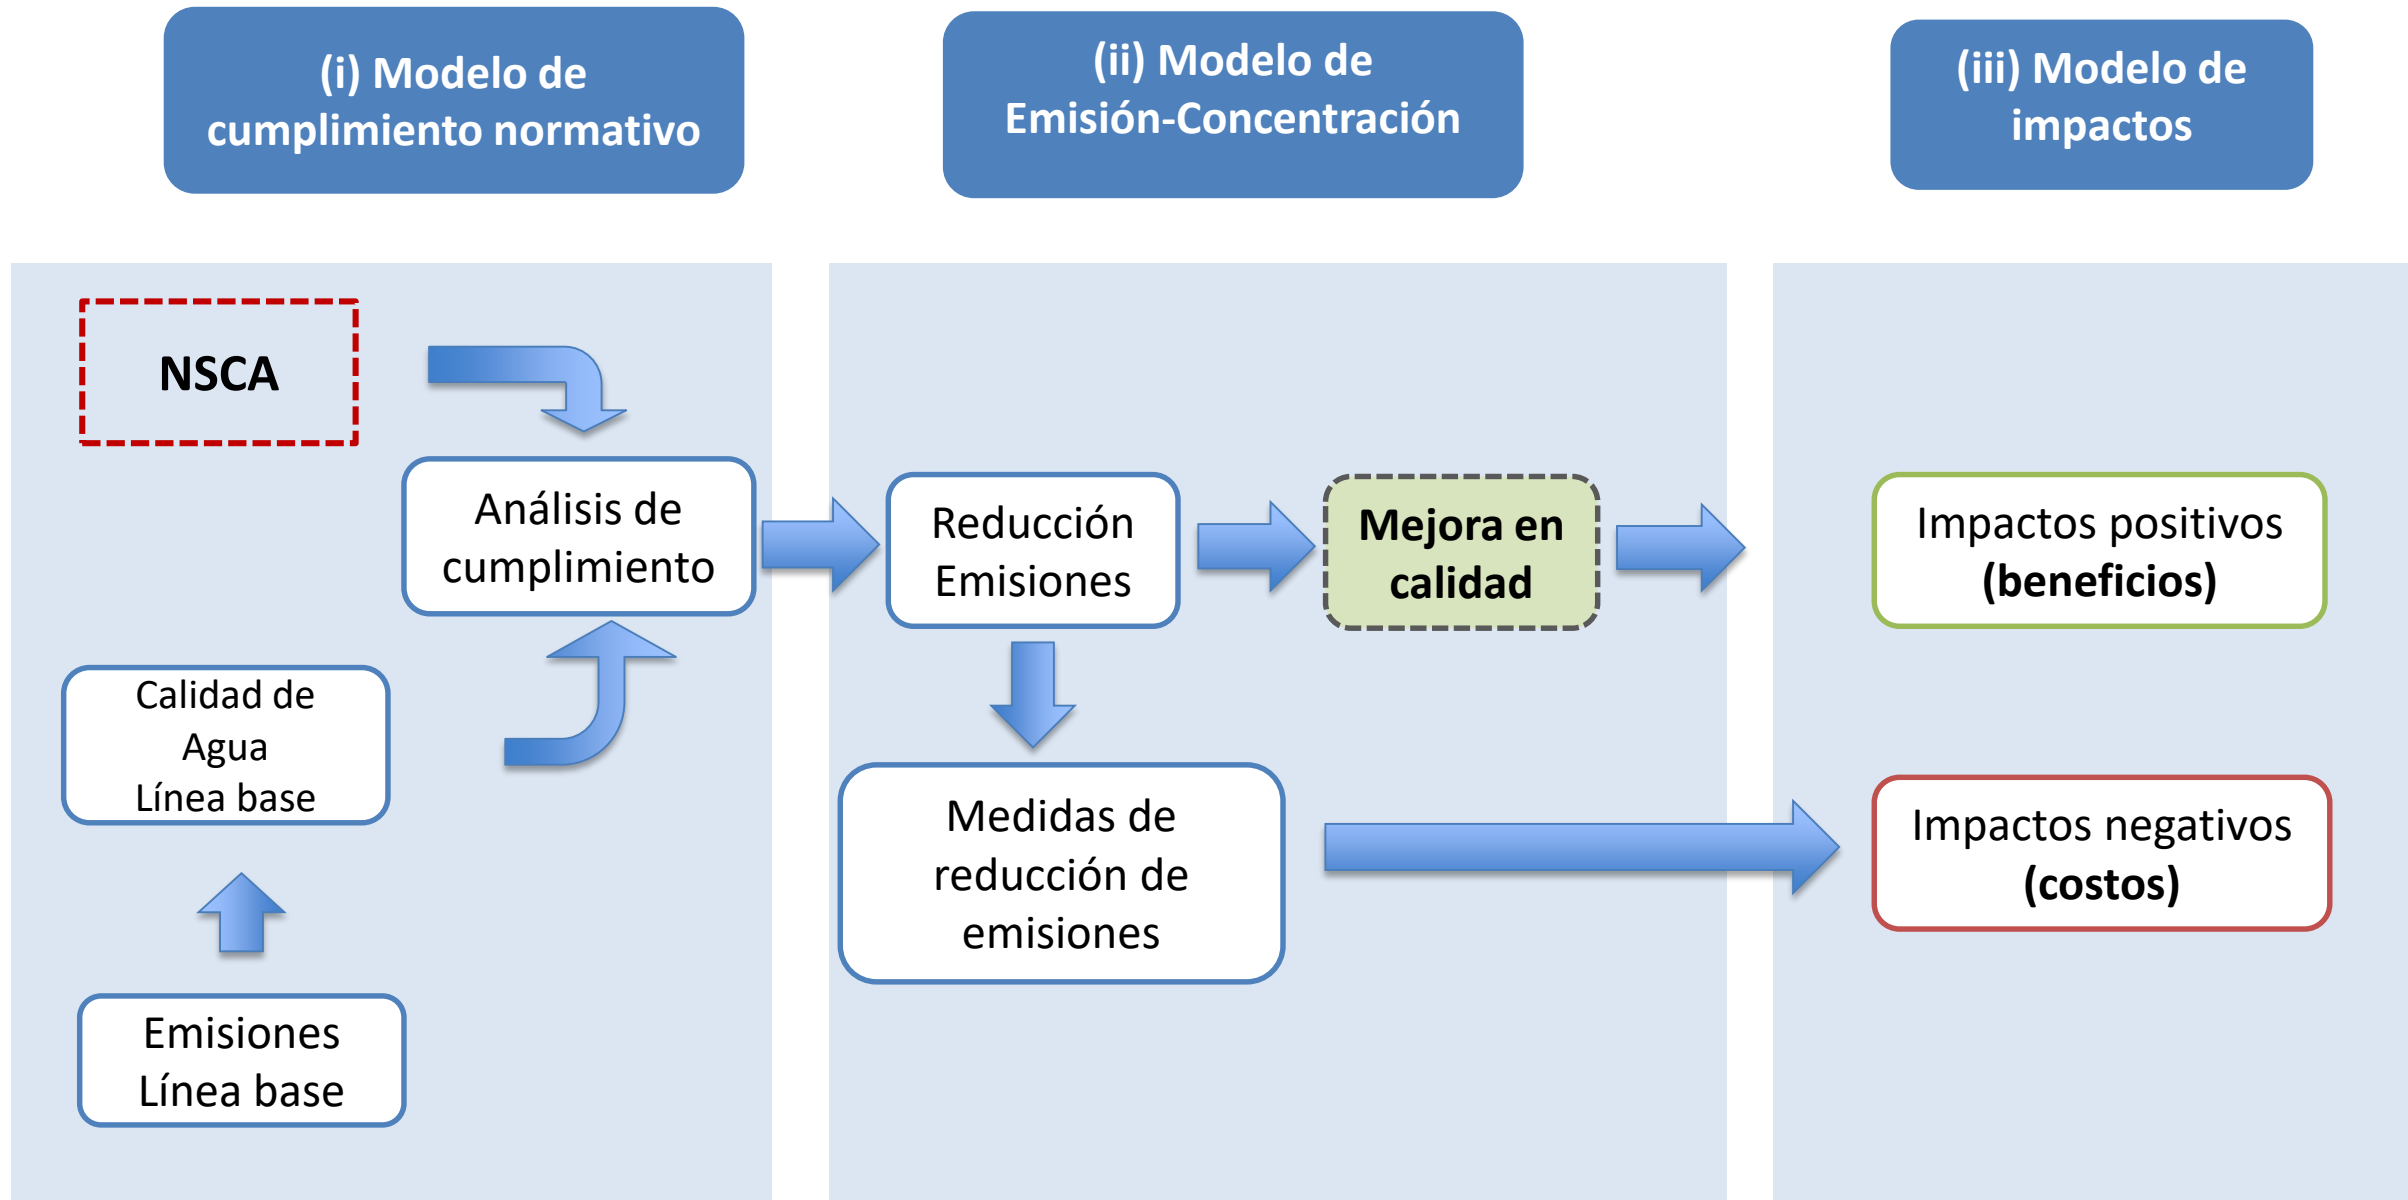 (i) Modelo de
cumplimiento normativo
(ii) Modelo de
Emisión-Concentración
(iii) Modelo de
impactos
NSCA
Análisis de
cumplimiento
Calidad de
Agua
Línea base
Emisiones
Línea base
Reducción
Emisiones
Mejora en
calidad
Medidas de
reducción de
emisiones
Impactos positivos
(beneficios)
Impactos negativos
(costos)